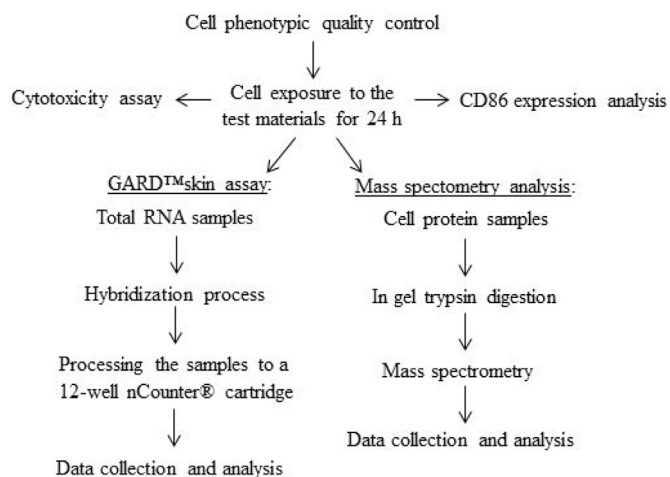 Cell phenotypic quality control
Cytotoxicity assay
Cell exposure to the
test materials for 24 h
CD86 expression analysis
GARD™skin assay:
Total RNA samples
Hybridization process
Processing the samples to a
12-well nCounter® cartridge
Data collection and analysis
Mass spectometry analysis:
Cell protein samples
In gel trypsin digestion
Mass spectrometry
Data collection and analysis